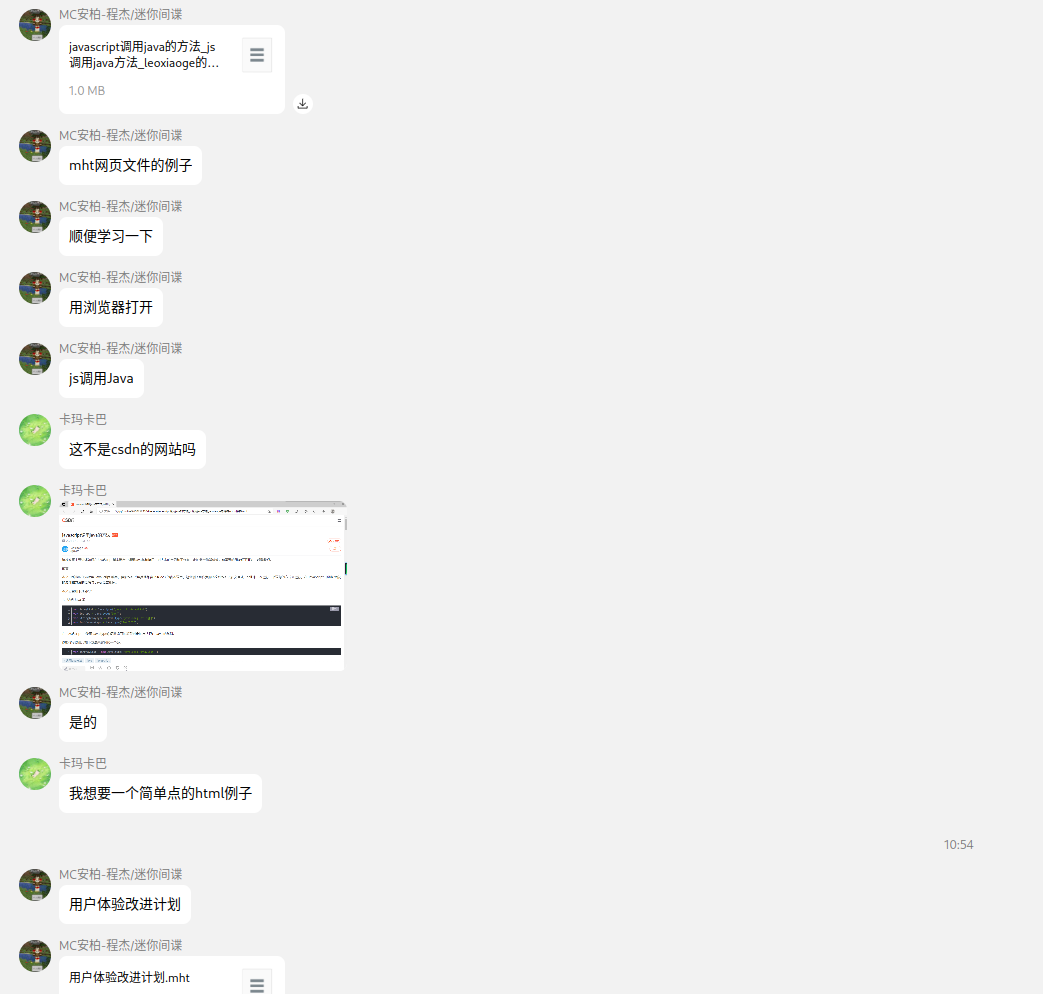 MC安柏-程杰/迷你间谍
javascript调用java的方法_js
调用java方法_leoxiaoge的...
1.0 MB
MC安柏-程杰/迷你间谍
mht网页文件的例子
MC安柏-程杰/迷你间谍
顺便学习一下
MC安柏-程杰/迷你间谍
用浏览器打开
MC安柏-程杰/迷你间谍
js调用Java
卡玛卡巴
这不是csdn的网站吗
卡玛卡巴
MC安柏-程杰/迷你间谍
是的
卡玛卡巴
我想要一个简单点的html例子
10:54
MC安柏-程杰/迷你间谍
用户体验改进计划
MC安柏-程杰/迷你间谍
用户体验改进计划.mht